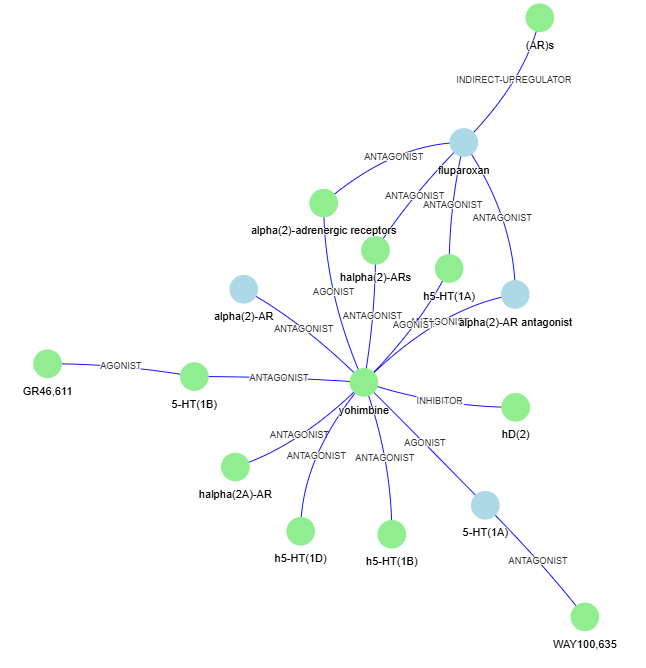 (AR)s
INDIRECT-UPREGULATOR
fluparoxan
ANTAGONIST
ANTAGONIST
ANTAGONIST
ANTAGONIST
alpha(2)-adrenergic receptors
halpha(2)-ARs
h5-HT(1A)
alpha(2)-AR antagonist
AGONIST
alpha(2)-AR
ANTAGONIST
AGONIST
ANTAGONIST
ANTAGONIST
AGONIST
GR46,611
5-HT(1B)
ANTAGONIST
yohimbine
INHIBITOR
hD(2)
ANTAGONIST
AGONIST
ANTAGONIST
ANTAGONIST
halpha(2A)-AR
5-HT(1A)
h5-HT(1D)
h5-HT(1B)
ANTAGONIST
WAY100,635